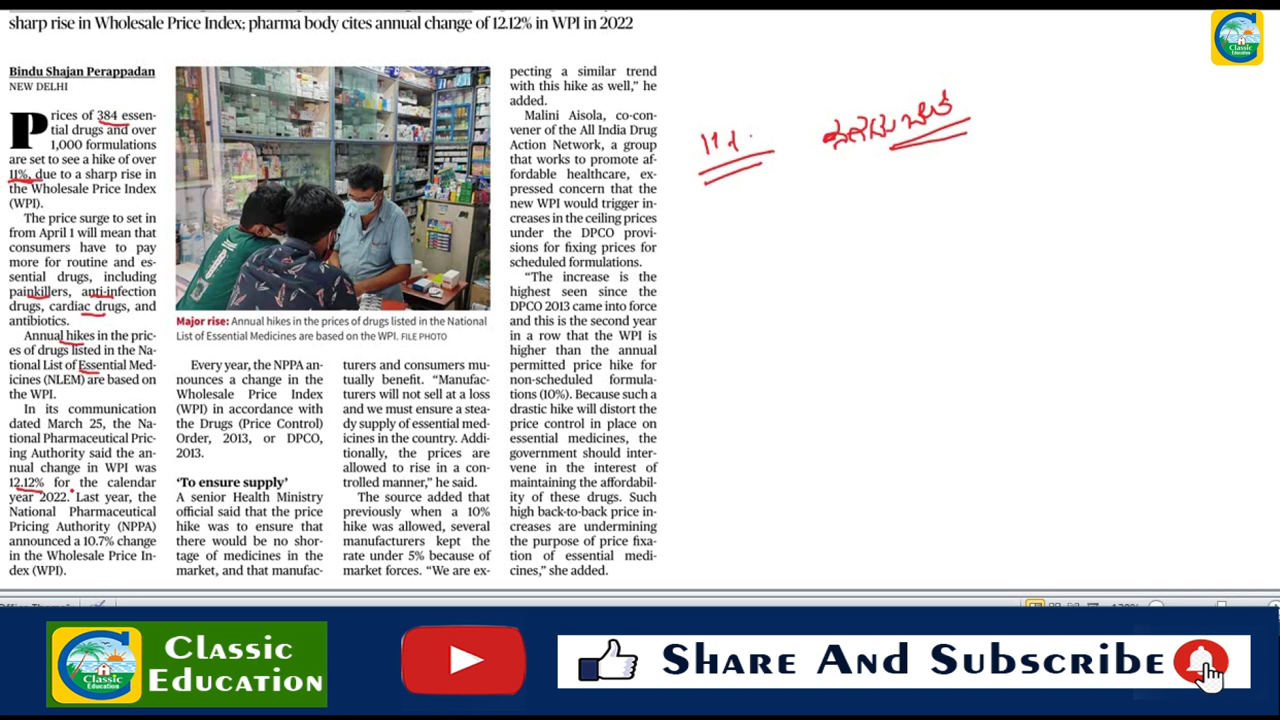 sharp rise in Wholesale Price Index; pharma body cites annual change of 12.12% in WPI in 2022
Classic
Education
Bindu Shajan Perappadan
NEW DELHI
Prices of 384 essen-
tial drugs and over
1,000 formulations
are set to see a hike of over
11%, due to a sharp rise in
the Wholesale Price Index
(WPI).
The price surge to set in
from April 1 will mean that
consumers have to pay
more for routine and es-
sential drugs, including
painkillers, anti-infection
drugs, cardiac drugs, and
antibiotics.
Annual hikes in the pric-
es of drugs listed in the Na-
tional List of Essential Med-
icines (NLEM) are based on
the WPI.
In its communication
dated March 25, the Na-
tional Pharmaceutical Pric-
ing Authority said the an-
nual change in WPI was
12.12% for the calendar
year 2022. Last year, the
National Pharmaceutical
Pricing Authority (NPPA)
announced a 10.7% change
in the Wholesale Price In-
dex (WPI).
Major rise: Annual hikes in the prices of drugs listed in the National
List of Essential Medicines are based on the WPI. FILE PHOTO
Every year, the NPPA an-
nounces a change in the
Wholesale Price Index
(WPI) in accordance with
the Drugs (Price Control)
Order, 2013, or DPCO,
2013.
‘To ensure supply’
A senior Health Ministry
official said that the price
hike was to ensure that
there would be no shor-
tage of medicines in the
market, and that manufac-
turers and consumers mu-
tually benefit. “Manufac-
turers will not sell at a loss
and we must ensure a stea-
dy supply of essential med-
icines in the country. Addi-
tionally, the prices are
allowed to rise in a con-
trolled manner,” he said.
The source added that
previously when a 10%
hike was allowed, several
manufacturers kept the
rate under 5% because of
market forces. “We are ex-
pecting a similar trend
with this hike as well,” he
added.
Malini Aisola, co-con-
vener of the All India Drug
Action Network, a group
that works to promote af-
fordable healthcare, ex-
pressed concern that the
new WPI would trigger in-
creases in the ceiling prices
under the DPCO provi-
sions for fixing prices for
scheduled formulations.
“The increase is the
highest seen since the
DPCO 2013 came into force
and this is the second year
in a row that the WPI is
higher than the annual
permitted price hike for
non-scheduled formula-
tions (10%). Because such a
drastic hike will distort the
price control in place on
essential medicines, the
government should inter-
vene in the interest of
maintaining the affordabi-
ity of these drugs. Such
high back-to-back price in-
creases are undermining
the purpose of price fixa-
tion of essential medi-
cines,” she added.
Classic
Education
Classic
Education
Share And Subscribe